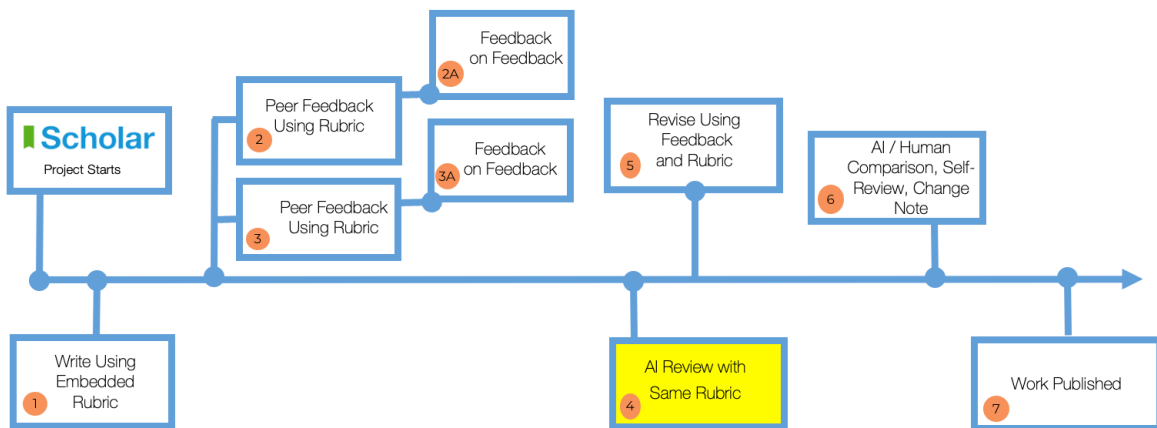 Scholar
Project Starts
1
Write Using
Embedded
Rubric
2
Peer Feedback
Using Rubric
2A
Feedback
on Feedback
3
Peer Feedback
Using Rubric
3A
Feedback
on Feedback
4
AI Review with
Same Rubric
5
Revise Using
Feedback
and Rubric
6
AI / Human
Comparison, Self-
Review, Change
Note
7
Work Published